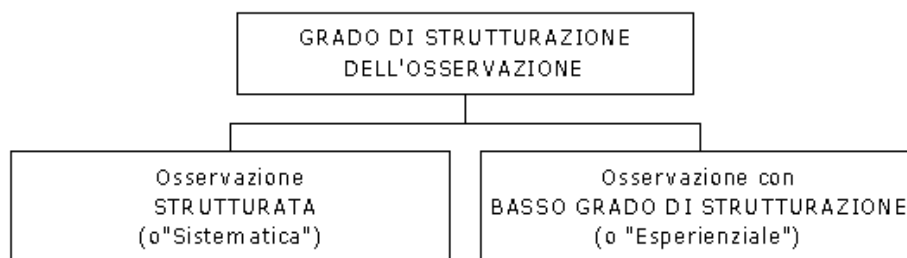 GRADO DI STRUTTURAZIONE
DELL'OSSERVAZIONE
Osservazione
STRUTTURATA
(o"Sistematica")
Osservazione con
BASSO GRADO DI STRUTTURAZIONE
(o "Esperienziale")